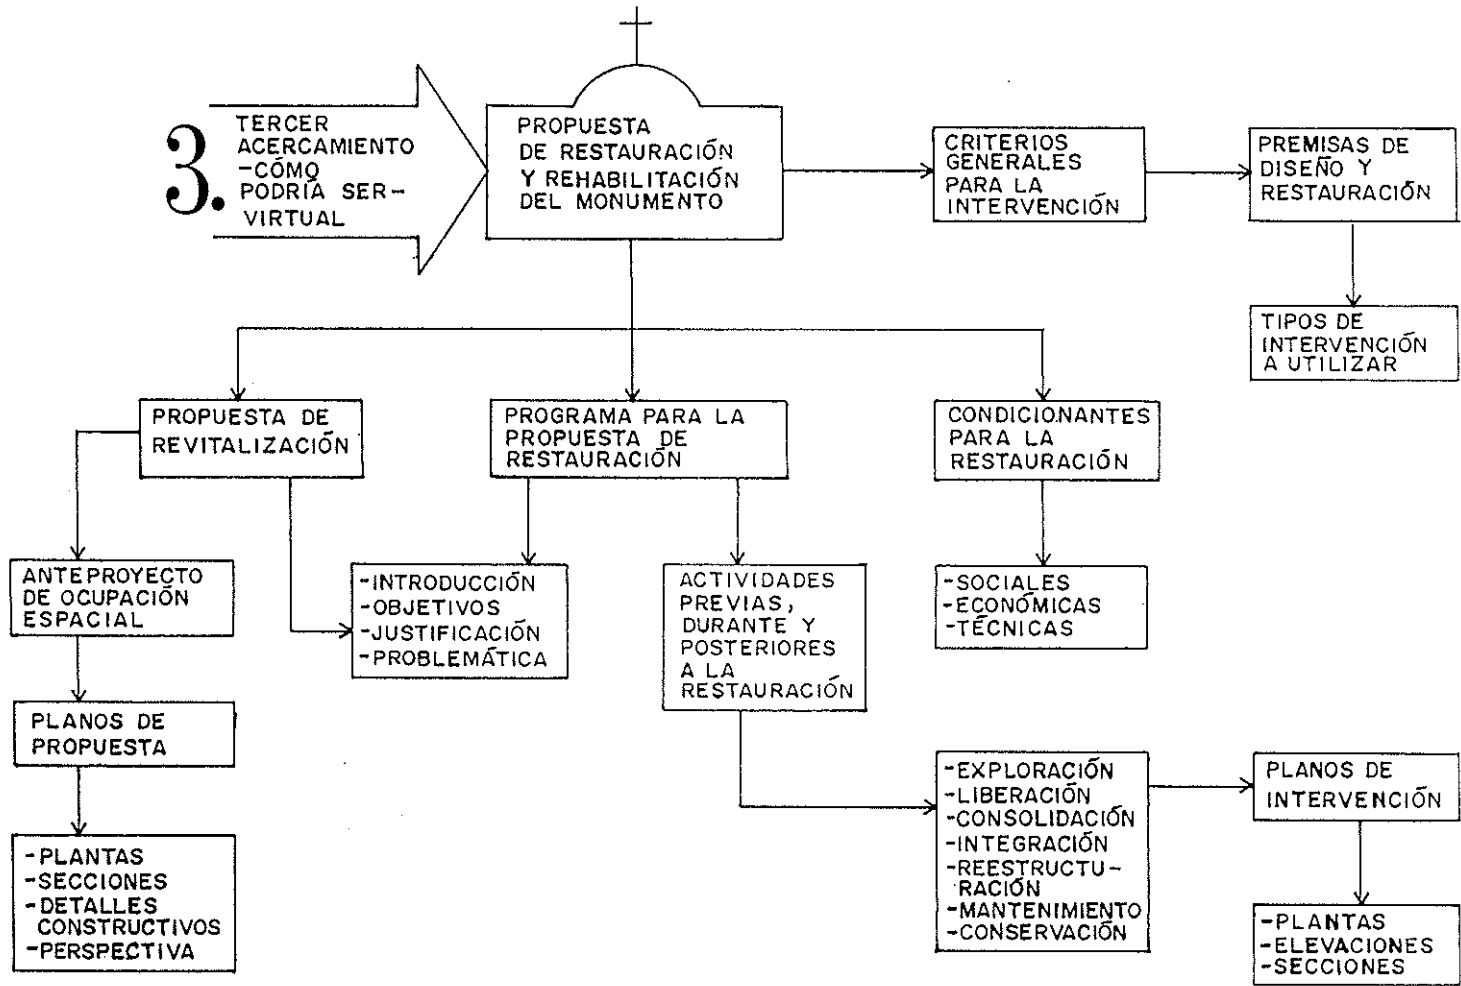 3.
TERCER
ACERCAMIENTO
-CÓMO
PODRÍA SER-
VIRTUAL
PROPUESTA
DE RESTAURACIÓN
Y REHABILITACIÓN
DEL MONUMENTO
CRITERIOS
GENERALES
PARA LA
INTERVENCIÓN
PREMISAS DE
DISEÑO Y
RESTAURACIÓN
TIPOS DE
INTERVENCIÓN
A UTILIZAR
PROPUESTA DE
REVITALIZACIÓN
PROGRAMA PARA LA
PROPUESTA DE
RESTAURACIÓN
CONDICIONANTES
PARA LA
RESTAURACIÓN
ANTEPROYECTO
DE OCUPACIÓN
ESPACIAL
-INTRODUCCIÓN
-OBJETIVOS
-JUSTIFICACIÓN
-PROBLEMÁTICA
ACTIVIDADES
PREVIAS,
DURANTE Y
POSTERIORES
A LA
RESTAURACIÓN
-SOCIALES
-ECONÓMICAS
-TÉCNICAS
PLANOS DE
PROPUESTA
-EXPLORACIÓN
-LIBERACIÓN
-CONSOLIDACIÓN
-INTEGRACIÓN
-REESTRUCTU-
RACIÓN
-MANTENIMIENTO
-CONSERVACIÓN
PLANOS DE
INTERVENCIÓN
-PLANTAS
-SECCIONES
-DETALLES
CONSTRUCTIVOS
-PERSPECTIVA
-PLANTAS
-ELEVACIONES
-SECCIONES